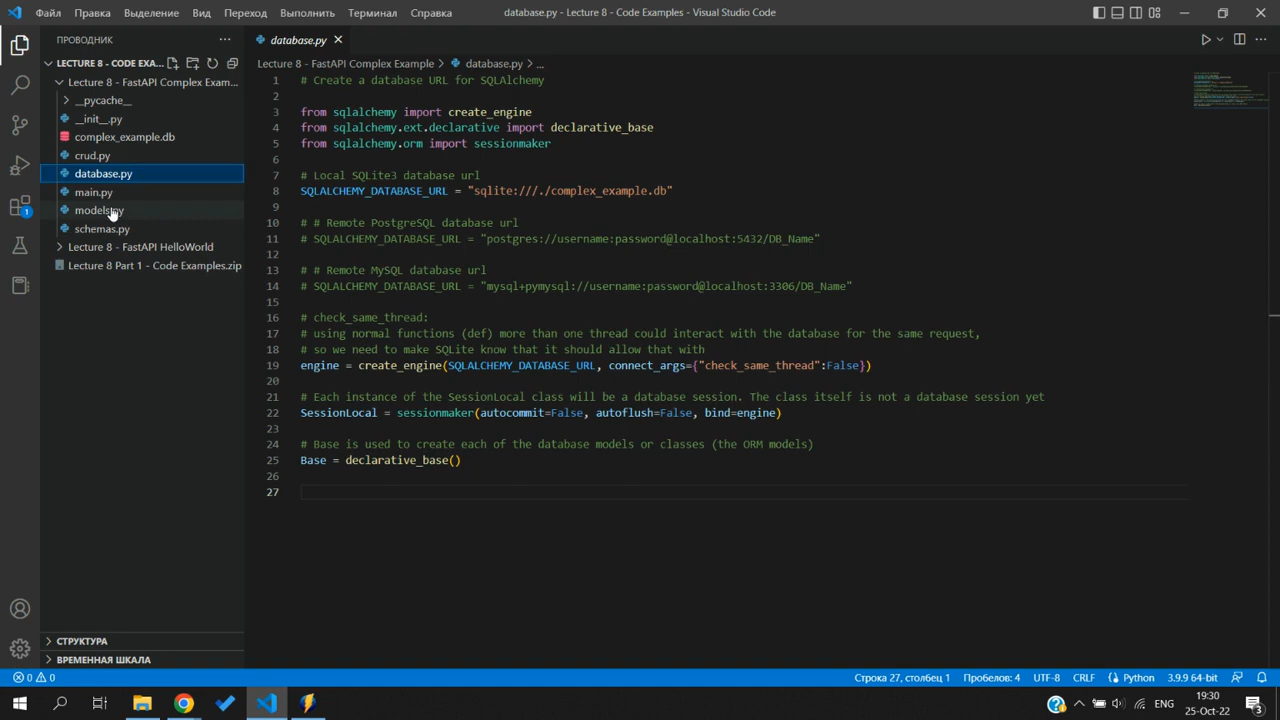 Файл Правка Выделение Вид Переход Выполнить Терминал Справка database.py - Lecture 8 - Code Examples - Visual Studio Code
ПРОВОДНИК
LECTURE 8 - CODE EXA...
Lecture 8 - FastAPI Complex Exam...
__pycache__
__init__.py
complex_example.db
crud.py
database.py
main.py
models.py
schemas.py
Lecture 8 - FastAPI HelloWorld
Lecture 8 Part 1 - Code Examples.zip
СТРУКТУРА
ВРЕМЕННАЯ ШКАЛА
1
database.py
Lecture 8 - FastAPI Complex Example > database.py > ...
1 # Create a database URL for SQLAlchemy
2
3 from sqlalchemy import create_engine
4 from sqlalchemy.ext.declarative import declarative_base
5 from sqlalchemy.orm import sessionmaker
6
7 # Local SQLite3 database url
8 SQLALCHEMY_DATABASE_URL = "sqlite:///./complex_example.db"
9
10 # # Remote PostgreSQL database url
11 # SQLALCHEMY_DATABASE_URL = "postgres://username:password@localhost:5432/DB_Name"
12
13 # # Remote MySQL database url
14 # SQLALCHEMY_DATABASE_URL = "mysql+pymysql://username:password@localhost:3306/DB_Name"
15
16 # check_same_thread:
17 # using normal functions (def) more than one thread could interact with the database for the same request,
18 # so we need to make SQLite know that it should allow that with
19 engine = create_engine(SQLALCHEMY_DATABASE_URL, connect_args={"check_same_thread":False})
20
21 # Each instance of the SessionLocal class will be a database session. The class itself is not a database session yet
22 SessionLocal = sessionmaker(autocommit=False, autoflush=False, bind=engine)
23
24 # Base is used to create each of the database models or classes (the ORM models)
25 Base = declarative_base()
26
27
0 0 Строка 27, столбец 1 Пробелов: 4 UTF-8 CRLF Python 3.9.9 64-bit
ENG 19:30
25-Oct-22 3